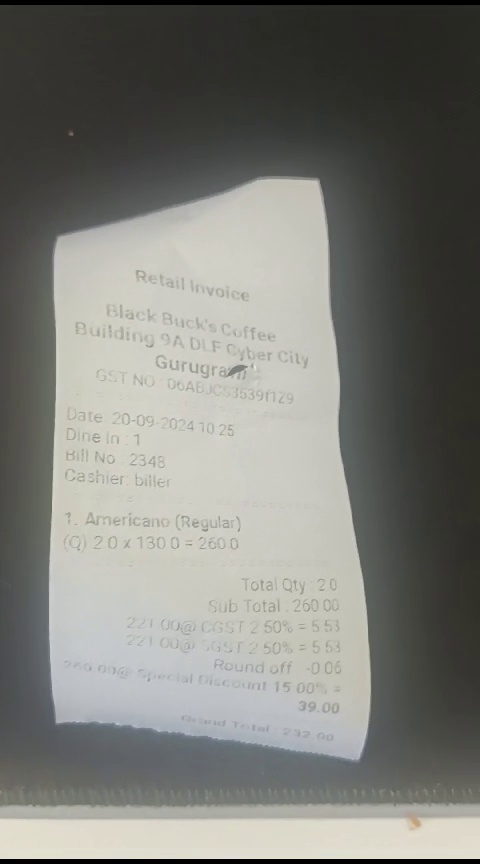 Retail Invoice
Black Buck's Coffee
Building 9A DLF Cyber City
Gurugram
GST NO : 06ABJCS3539f1Z9
Date: 20-09-2024 10:25
Dine In : 1
Bill No : 2348
Cashier: biller
1. Americano (Regular)
(Q) 2.0 x 130.0 = 260.0
Total Qty : 2.0
Sub Total : 260.00
221.00@ CGST 2.50% = 5.53
221.00@ SGST 2.50% = 5.53
Round off -0.06
260.00@ Special Discount 15.00% =
39.00
Grand Total : 232.00